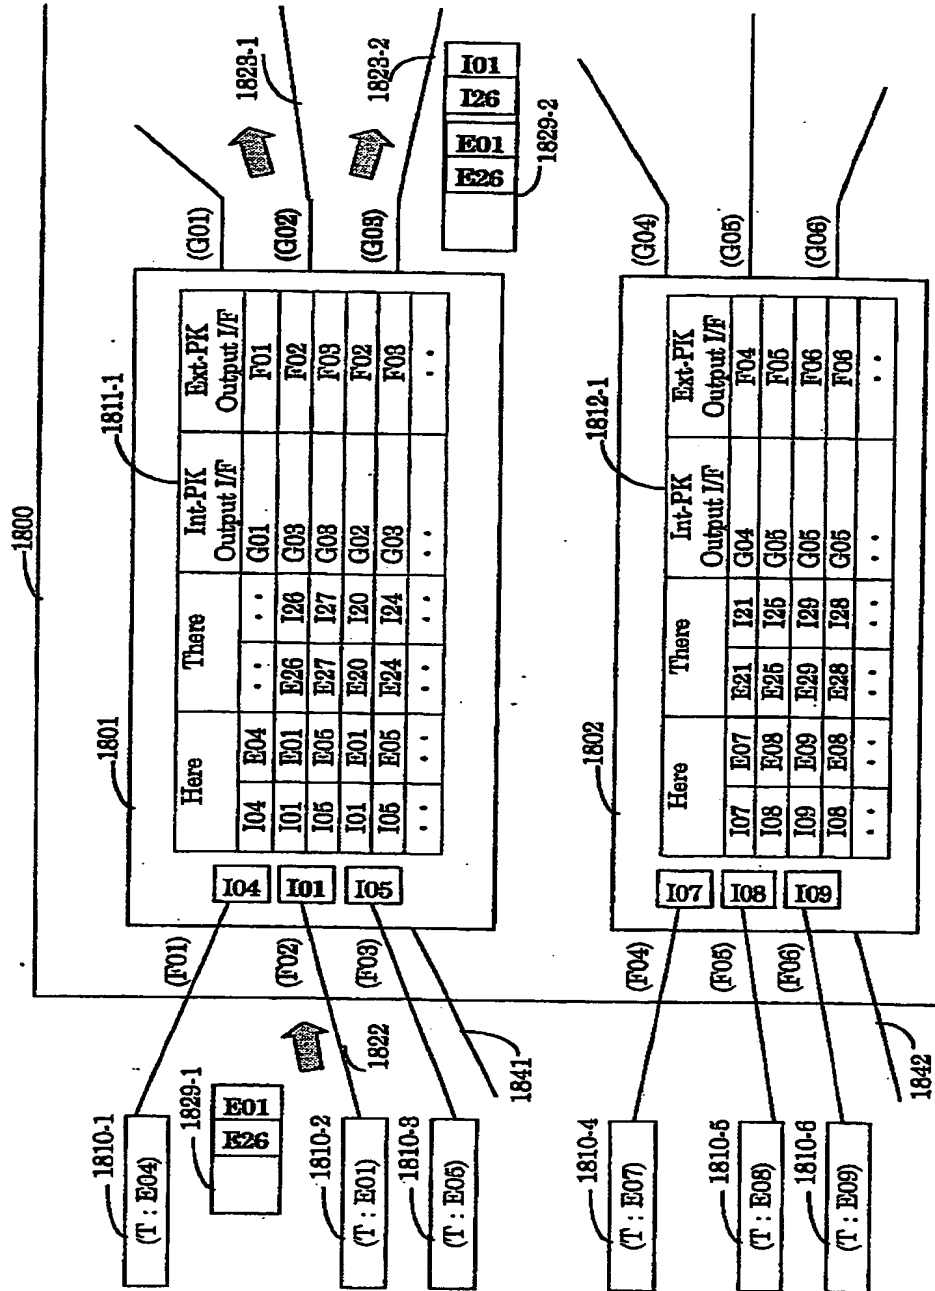 1800
1801
1811-1
Here There Int-PK Output I/F Ext-PK Output I/F
I04 E04 .. .. G01 F01
I01 E01 E26 I26 G03 F02
I05 E05 E27 I27 G03 F03
I01 E01 E20 I20 G02 F02
I05 E05 E24 I24 G03 F03
.. .. .. .. .. ..
I04
I01
I05
(F01)
(F02)
(F03)
(G01)
(G02)
(G03)
1823-1
1823-2
E26 E01 I26 I01
1829-2
1810-1
(T : E04)
1829-1
E26 E01
1822
1810-2
(T : E01)
1810-3
(T : E05)
1841
1802
1812-1
Here There Int-PK Output I/F Ext-PK Output I/F
I07 E07 E21 I21 G04 F04
I08 E08 E25 I25 G05 F05
I09 E09 E29 I29 G05 F06
I08 E08 E28 I28 G05 F06
.. .. .. .. .. ..
I07
I08
I09
(F04)
(F05)
(F06)
(G04)
(G05)
(G06)
1810-4
(T : E07)
1810-5
(T : E08)
1810-6
(T : E09)
1842